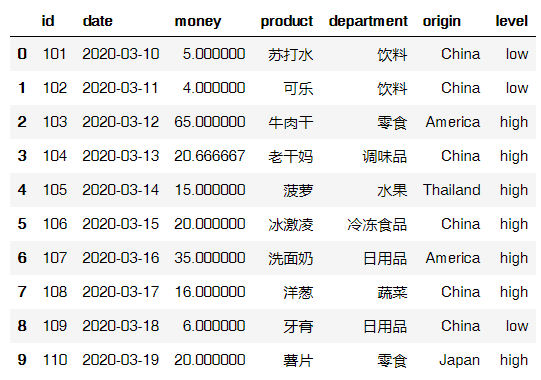 id date money product department origin level
0 101 2020-03-10 5.000000 苏打水 饮料 China low
1 102 2020-03-11 4.000000 可乐 饮料 China low
2 103 2020-03-12 65.000000 牛肉干 零食 America high
3 104 2020-03-13 20.666667 老干妈 调味品 China high
4 105 2020-03-14 15.000000 菠萝 水果 Thailand high
5 106 2020-03-15 20.000000 冰激凌 冷冻食品 China high
6 107 2020-03-16 35.000000 洗面奶 日用品 America high
7 108 2020-03-17 16.000000 洋葱 蔬菜 China high
8 109 2020-03-18 6.000000 牙膏 日用品 China low
9 110 2020-03-19 20.000000 薯片 零食 Japan high